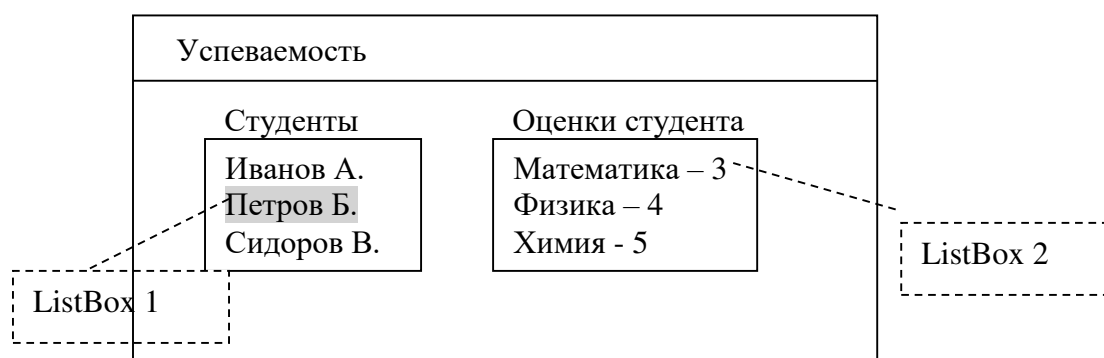 Успеваемость
Студенты
Оценки студента
Иванов А.
Петров Б.
Сидоров В.
Математика – 3
Физика – 4
Химия - 5
ListBox 1
ListBox 2